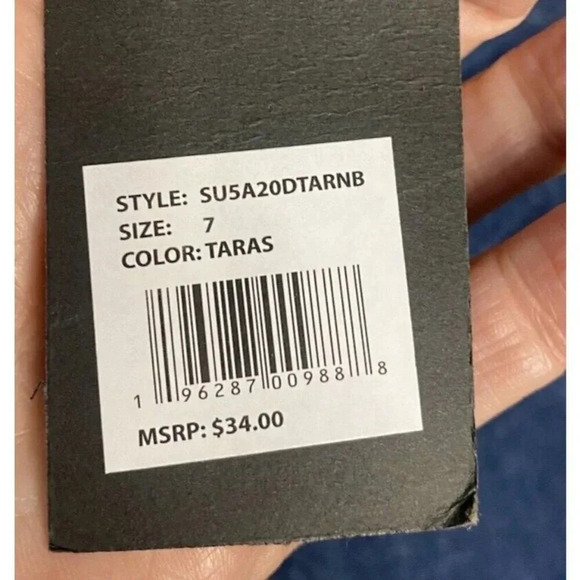 STYLE: SU5A20DTARNB
SIZE: 7
COLOR: TARAS
1 96287 00988 8
MSRP: $34.00